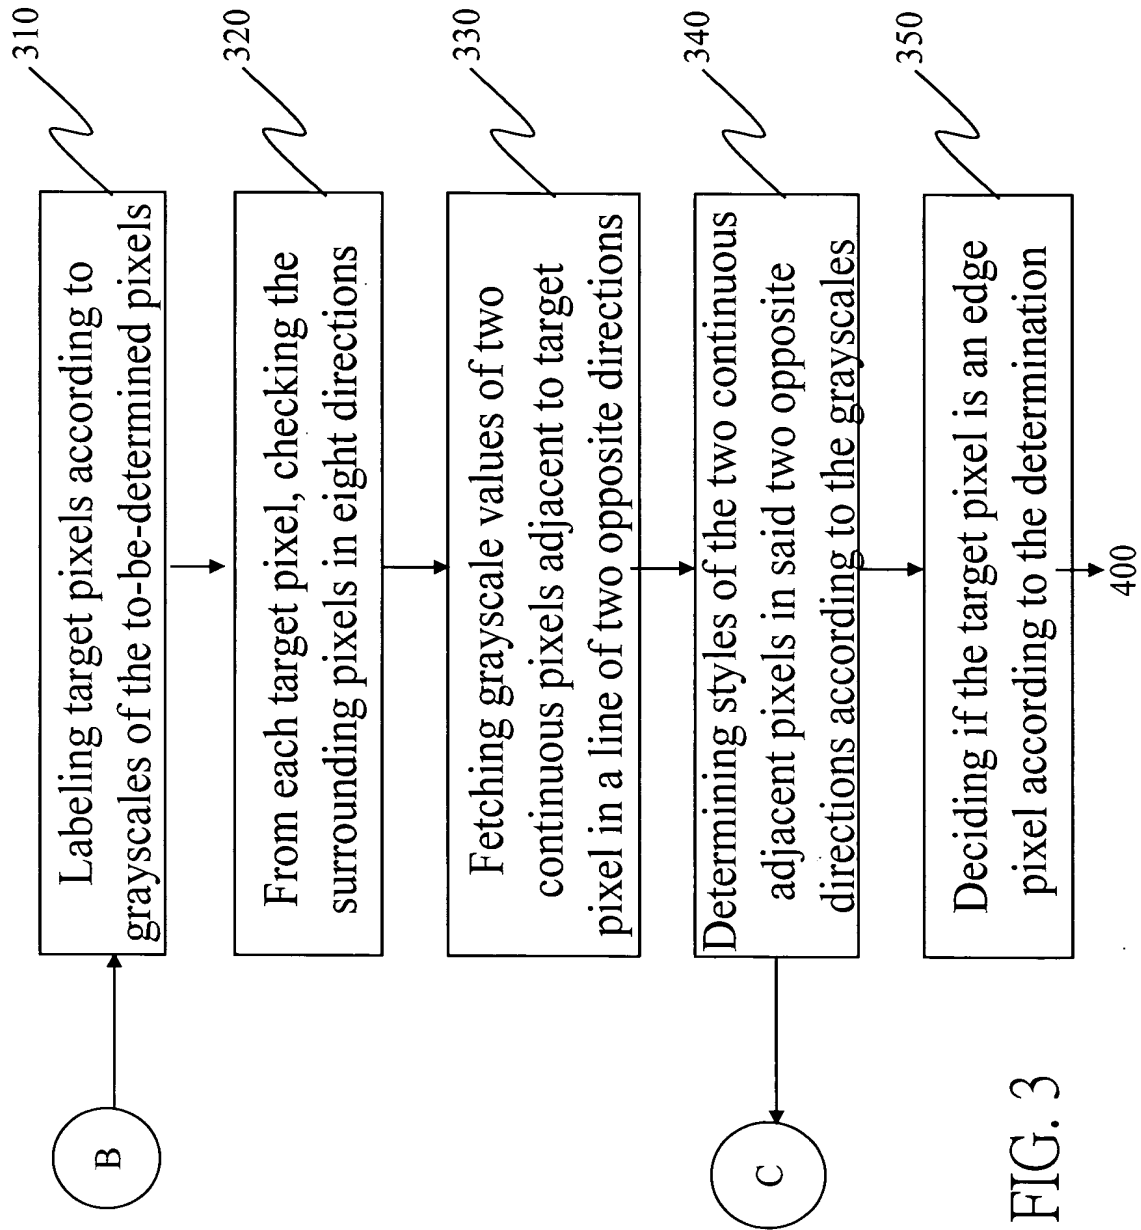 B
Labeling target pixels according to
grayscales of the to-be-determined pixels
310
From each target pixel, checking the
surrounding pixels in eight directions
320
Fetching grayscale values of two
continuous pixels adjacent to target
pixel in a line of two opposite directions
330
C
Determining styles of the two continuous
adjacent pixels in said two opposite
directions according to the grayscales
340
Deciding if the target pixel is an edge
pixel according to the determination
350
400
FIG. 3